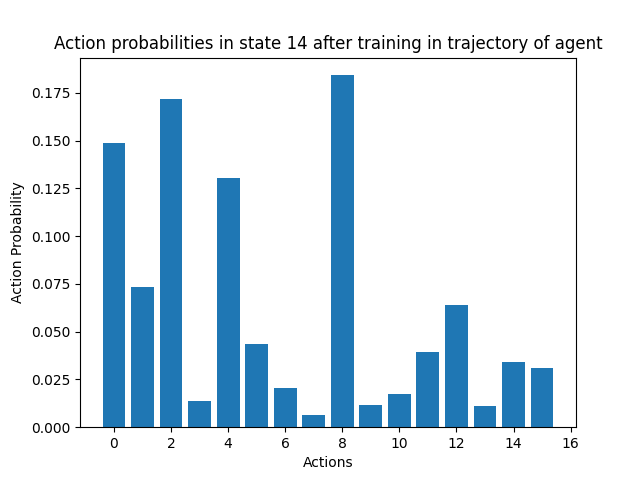 Action probabilities in state 14 after training in trajectory of agent
0.175
0.150
0.125
0.100
0.075
0.050
0.025
0.000
Action Probability
0 2 4 6 8 10 12 14 16
Actions